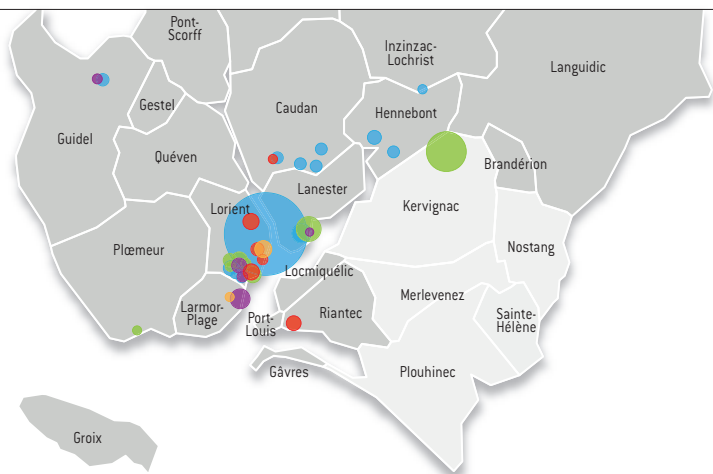 Pont-
Scorff
Inzinzac-
Lochrist
Languidic
Gestel
Caudan
Hennebont
Guidel
Quéven
Brandérion
Lanester
Lorient
Kervignac
Plœmeur
Nostang
Locmiquélic
Merlevenez
Larmor-
Plage
Port-
Louis
Riantec
Sainte-
Hélène
Gâvres
Plouhinec
Groix